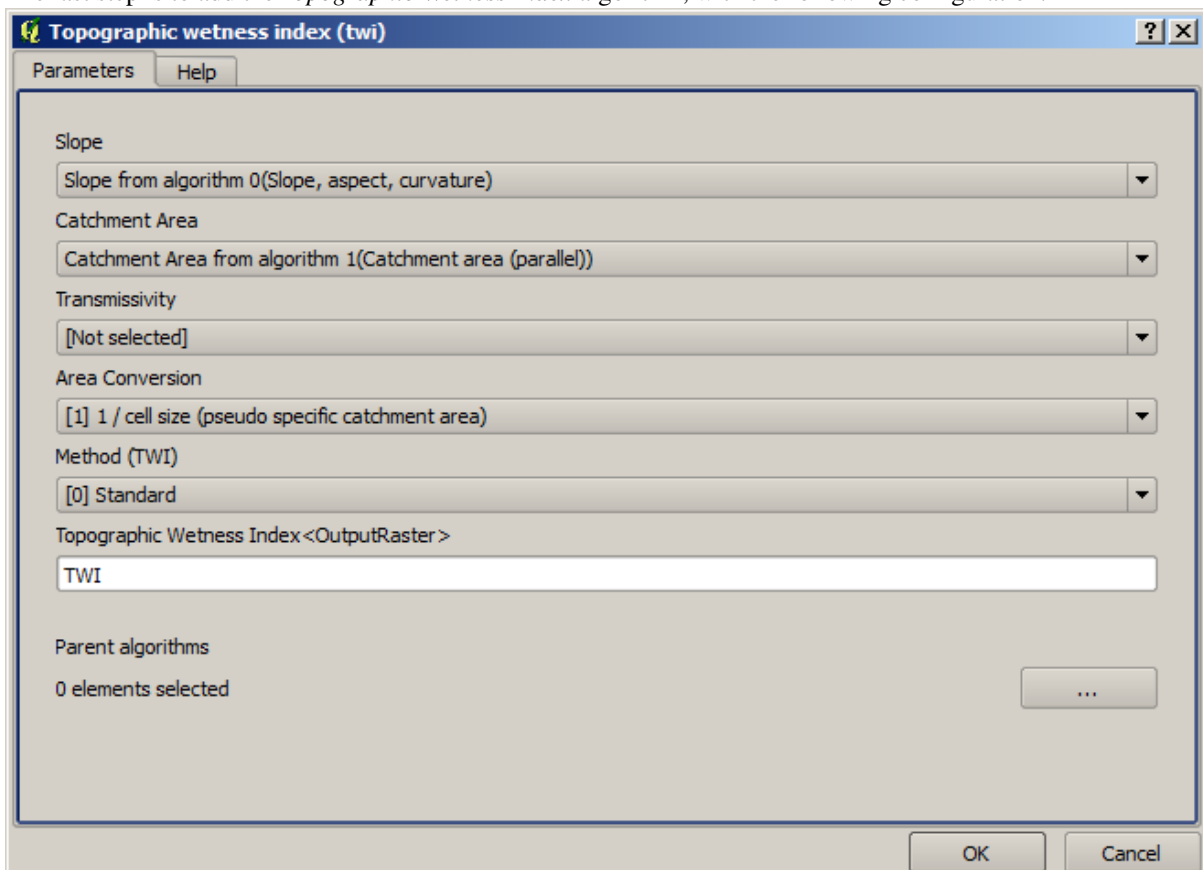 Topographic wetness index (twi)
Parameters Help
Slope
Slope from algorithm 0(Slope, aspect, curvature)
Catchment Area
Catchment Area from algorithm 1(Catchment area (parallel))
Transmissivity
[Not selected]
Area Conversion
[1] 1 / cell size (pseudo specific catchment area)
Method (TWI)
[0] Standard
Topographic Wetness Index<OutputRaster>
TWI
Parent algorithms
0 elements selected ...
OK Cancel